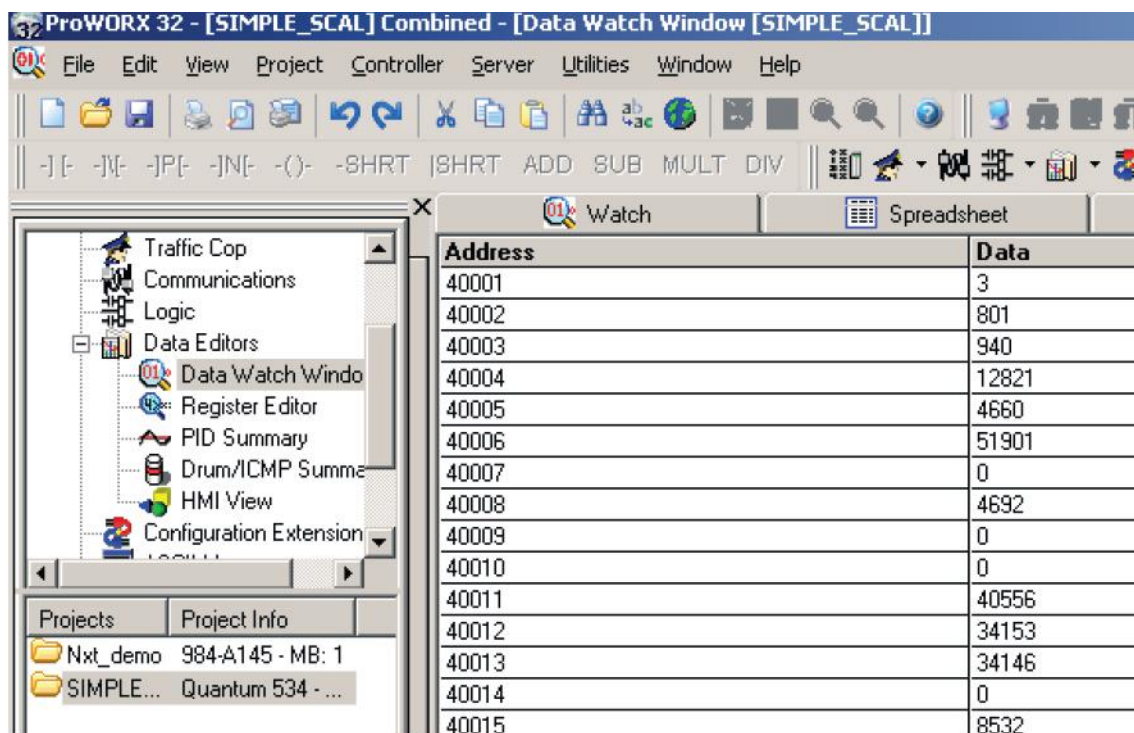 ProWORX 32 - [SIMPLE_SCAL] Combined - [Data Watch Window [SIMPLE_SCAL]]
File Edit View Project Controller Server Utilities Window Help
-] [- -]\[- -]P[- -]N[- -( )- -SHRT |SHRT ADD SUB MULT DIV
Watch Spreadsheet
Traffic Cop
Communications
Logic
Data Editors
Data Watch Windo
Register Editor
PID Summary
Drum/ICMP Summa
HMI View
Configuration Extension
Projects Project Info
Nxt_demo 984-A145 - MB: 1
SIMPLE... Quantum 534 - ...
Address Data
40001 3
40002 801
40003 940
40004 12821
40005 4660
40006 51901
40007 0
40008 4692
40009 0
40010 0
40011 40556
40012 34153
40013 34146
40014 0
40015 8532